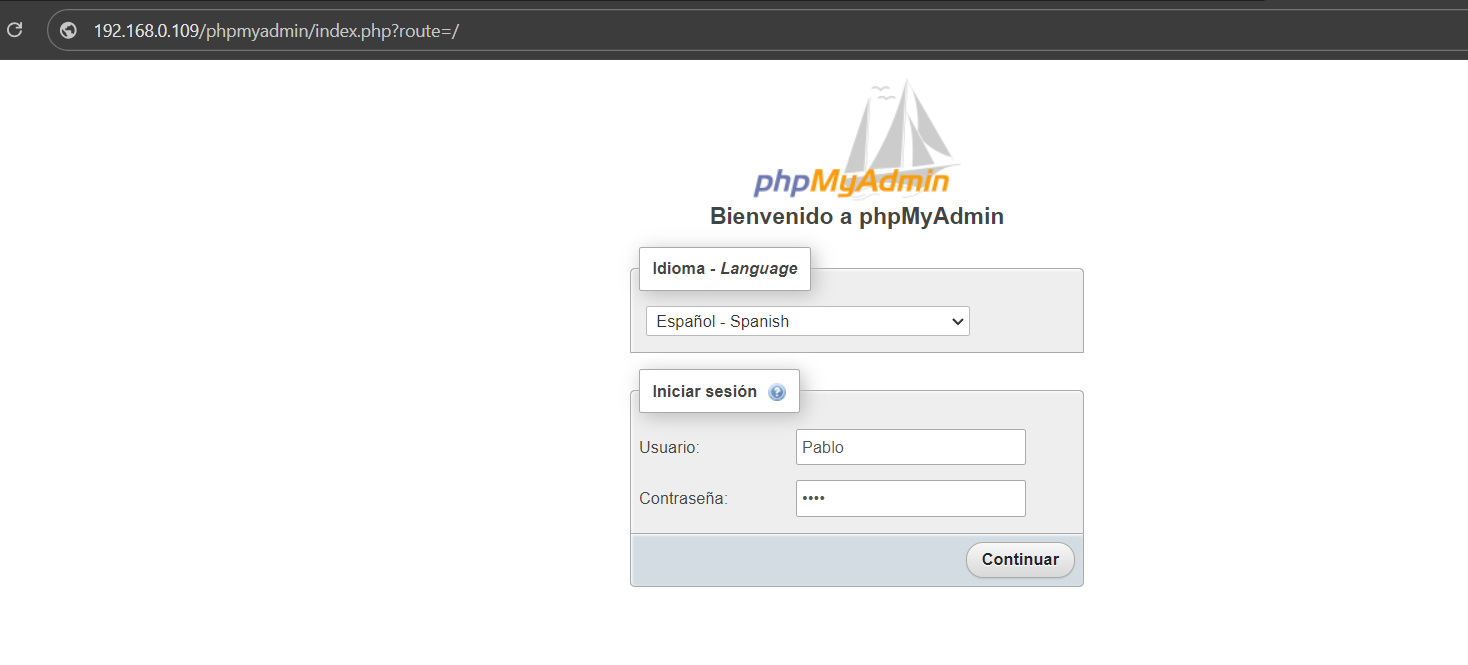 192.168.0.109/phpmyadmin/index.php?route=/
phpMyAdmin
Bienvenido a phpMyAdmin
Idioma - Language
Español - Spanish
Iniciar sesión ?
Usuario: Pablo
Contraseña: ••••
Continuar